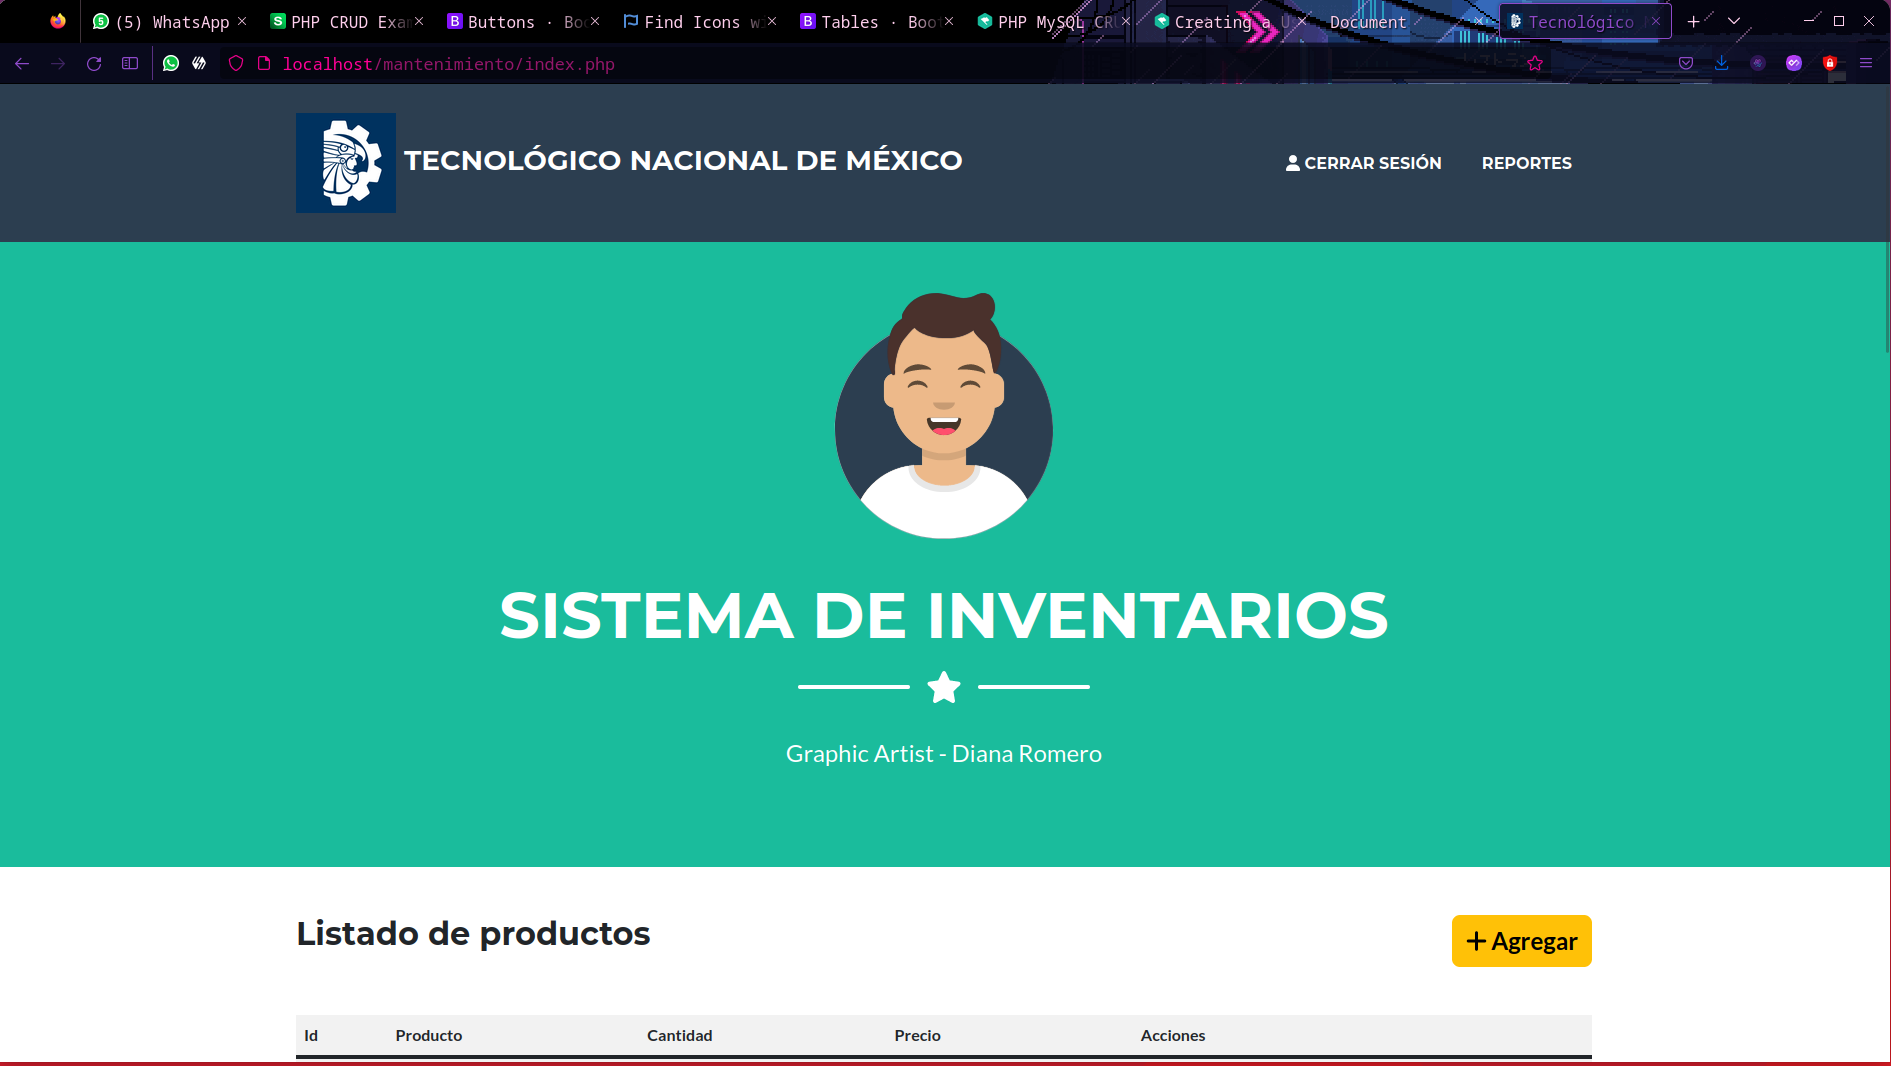 (5) WhatsApp
PHP CRUD Exa
Buttons · Boo
Find Icons w
Tables · Boot
PHP MySQL CRU
Creating a U
Document
Tecnológico
localhost/mantenimiento/index.php
TECNOLÓGICO NACIONAL DE MÉXICO
CERRAR SESIÓN
REPORTES
SISTEMA DE INVENTARIOS
Graphic Artist - Diana Romero
Listado de productos
Agregar
Id Producto Cantidad Precio Acciones